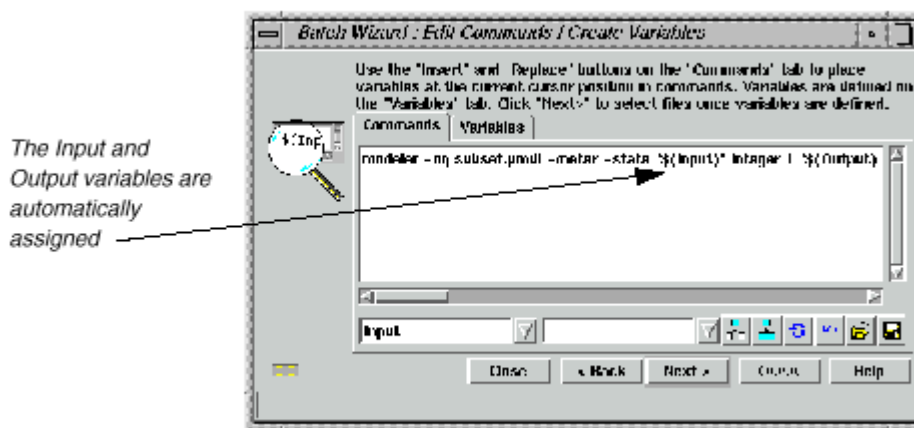 Batch Wizard : Edit Commands / Create Variables
Use the "Insert" and "Replace" buttons on the "Commands" tab to place
variables at the current cursor position in commands. Variables are defined on
the "Variables" tab. Click "Next>" to select files once variables are defined.
Commands Variables
$(Inp
modeler -nq subset.pmdl -meter -state "$(Input)" Integer 1 "$(Output)
The Input and
Output variables are
automatically
assigned
Input
Close < Back Next > Help